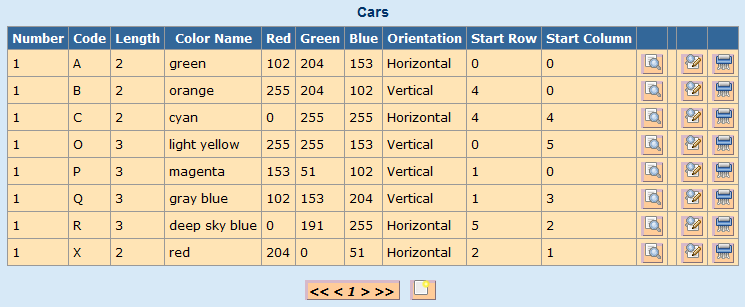 Cars
Number Code Length Color Name Red Green Blue Orientation Start Row Start Column
1 A 2 green 102 204 153 Horizontal 0 0
1 B 2 orange 255 204 102 Vertical 4 0
1 C 2 cyan 0 255 255 Horizontal 4 4
1 O 3 light yellow 255 255 153 Vertical 0 5
1 P 3 magenta 153 51 102 Vertical 1 0
1 Q 3 gray blue 102 153 204 Vertical 1 3
1 R 3 deep sky blue 0 191 255 Horizontal 5 2
1 X 2 red 204 0 51 Horizontal 2 1
<< < 1 > >>